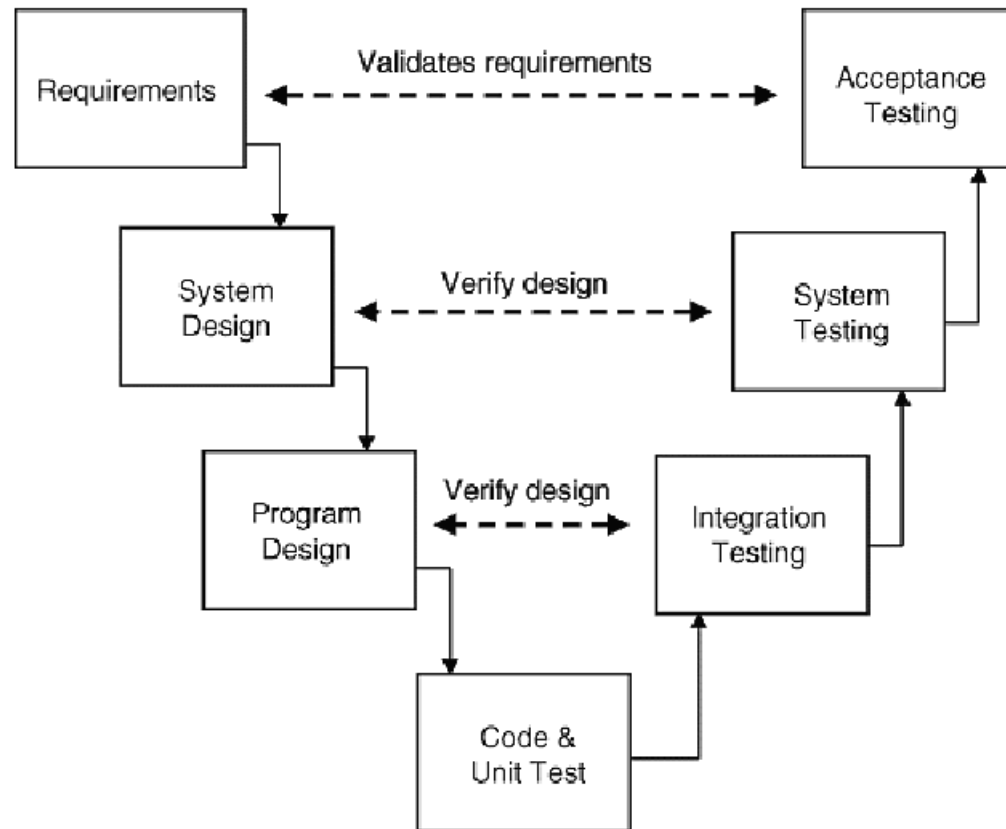 Requirements
Validates requirements
Acceptance
Testing
System
Design
Verify design
System
Testing
Program
Design
Verify design
Integration
Testing
Code &
Unit Test